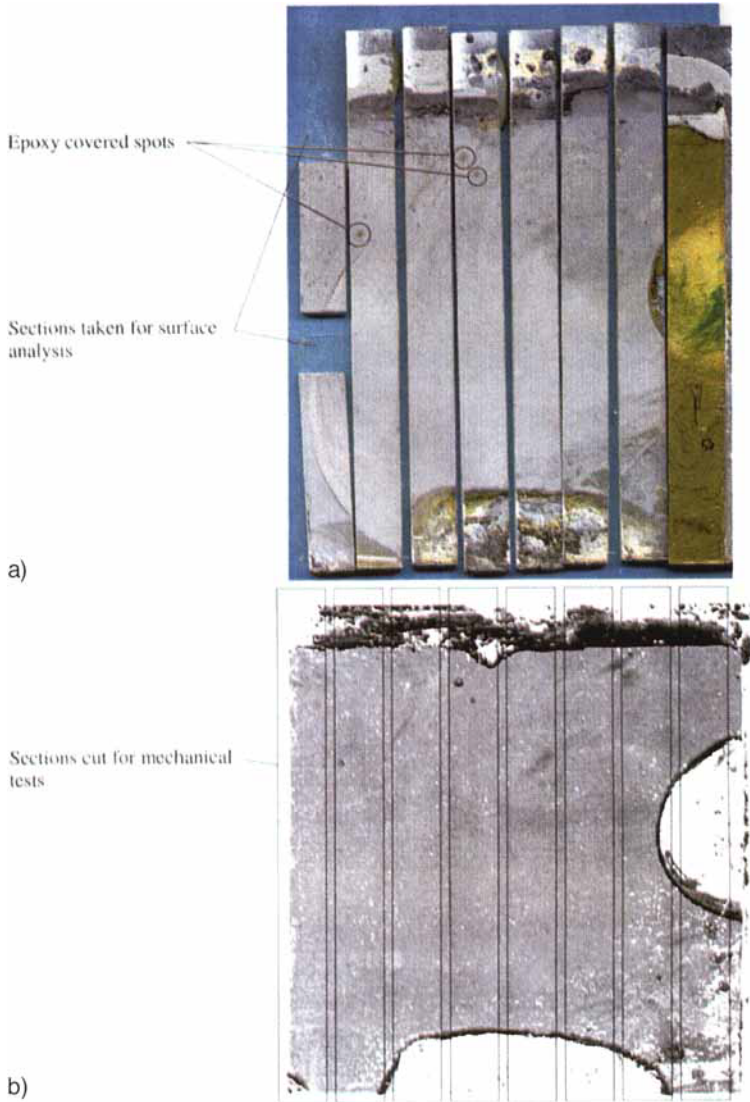 Epoxy covered spots
Sections taken for surface
analysis
a)
Sections cut for mechanical
tests
b)